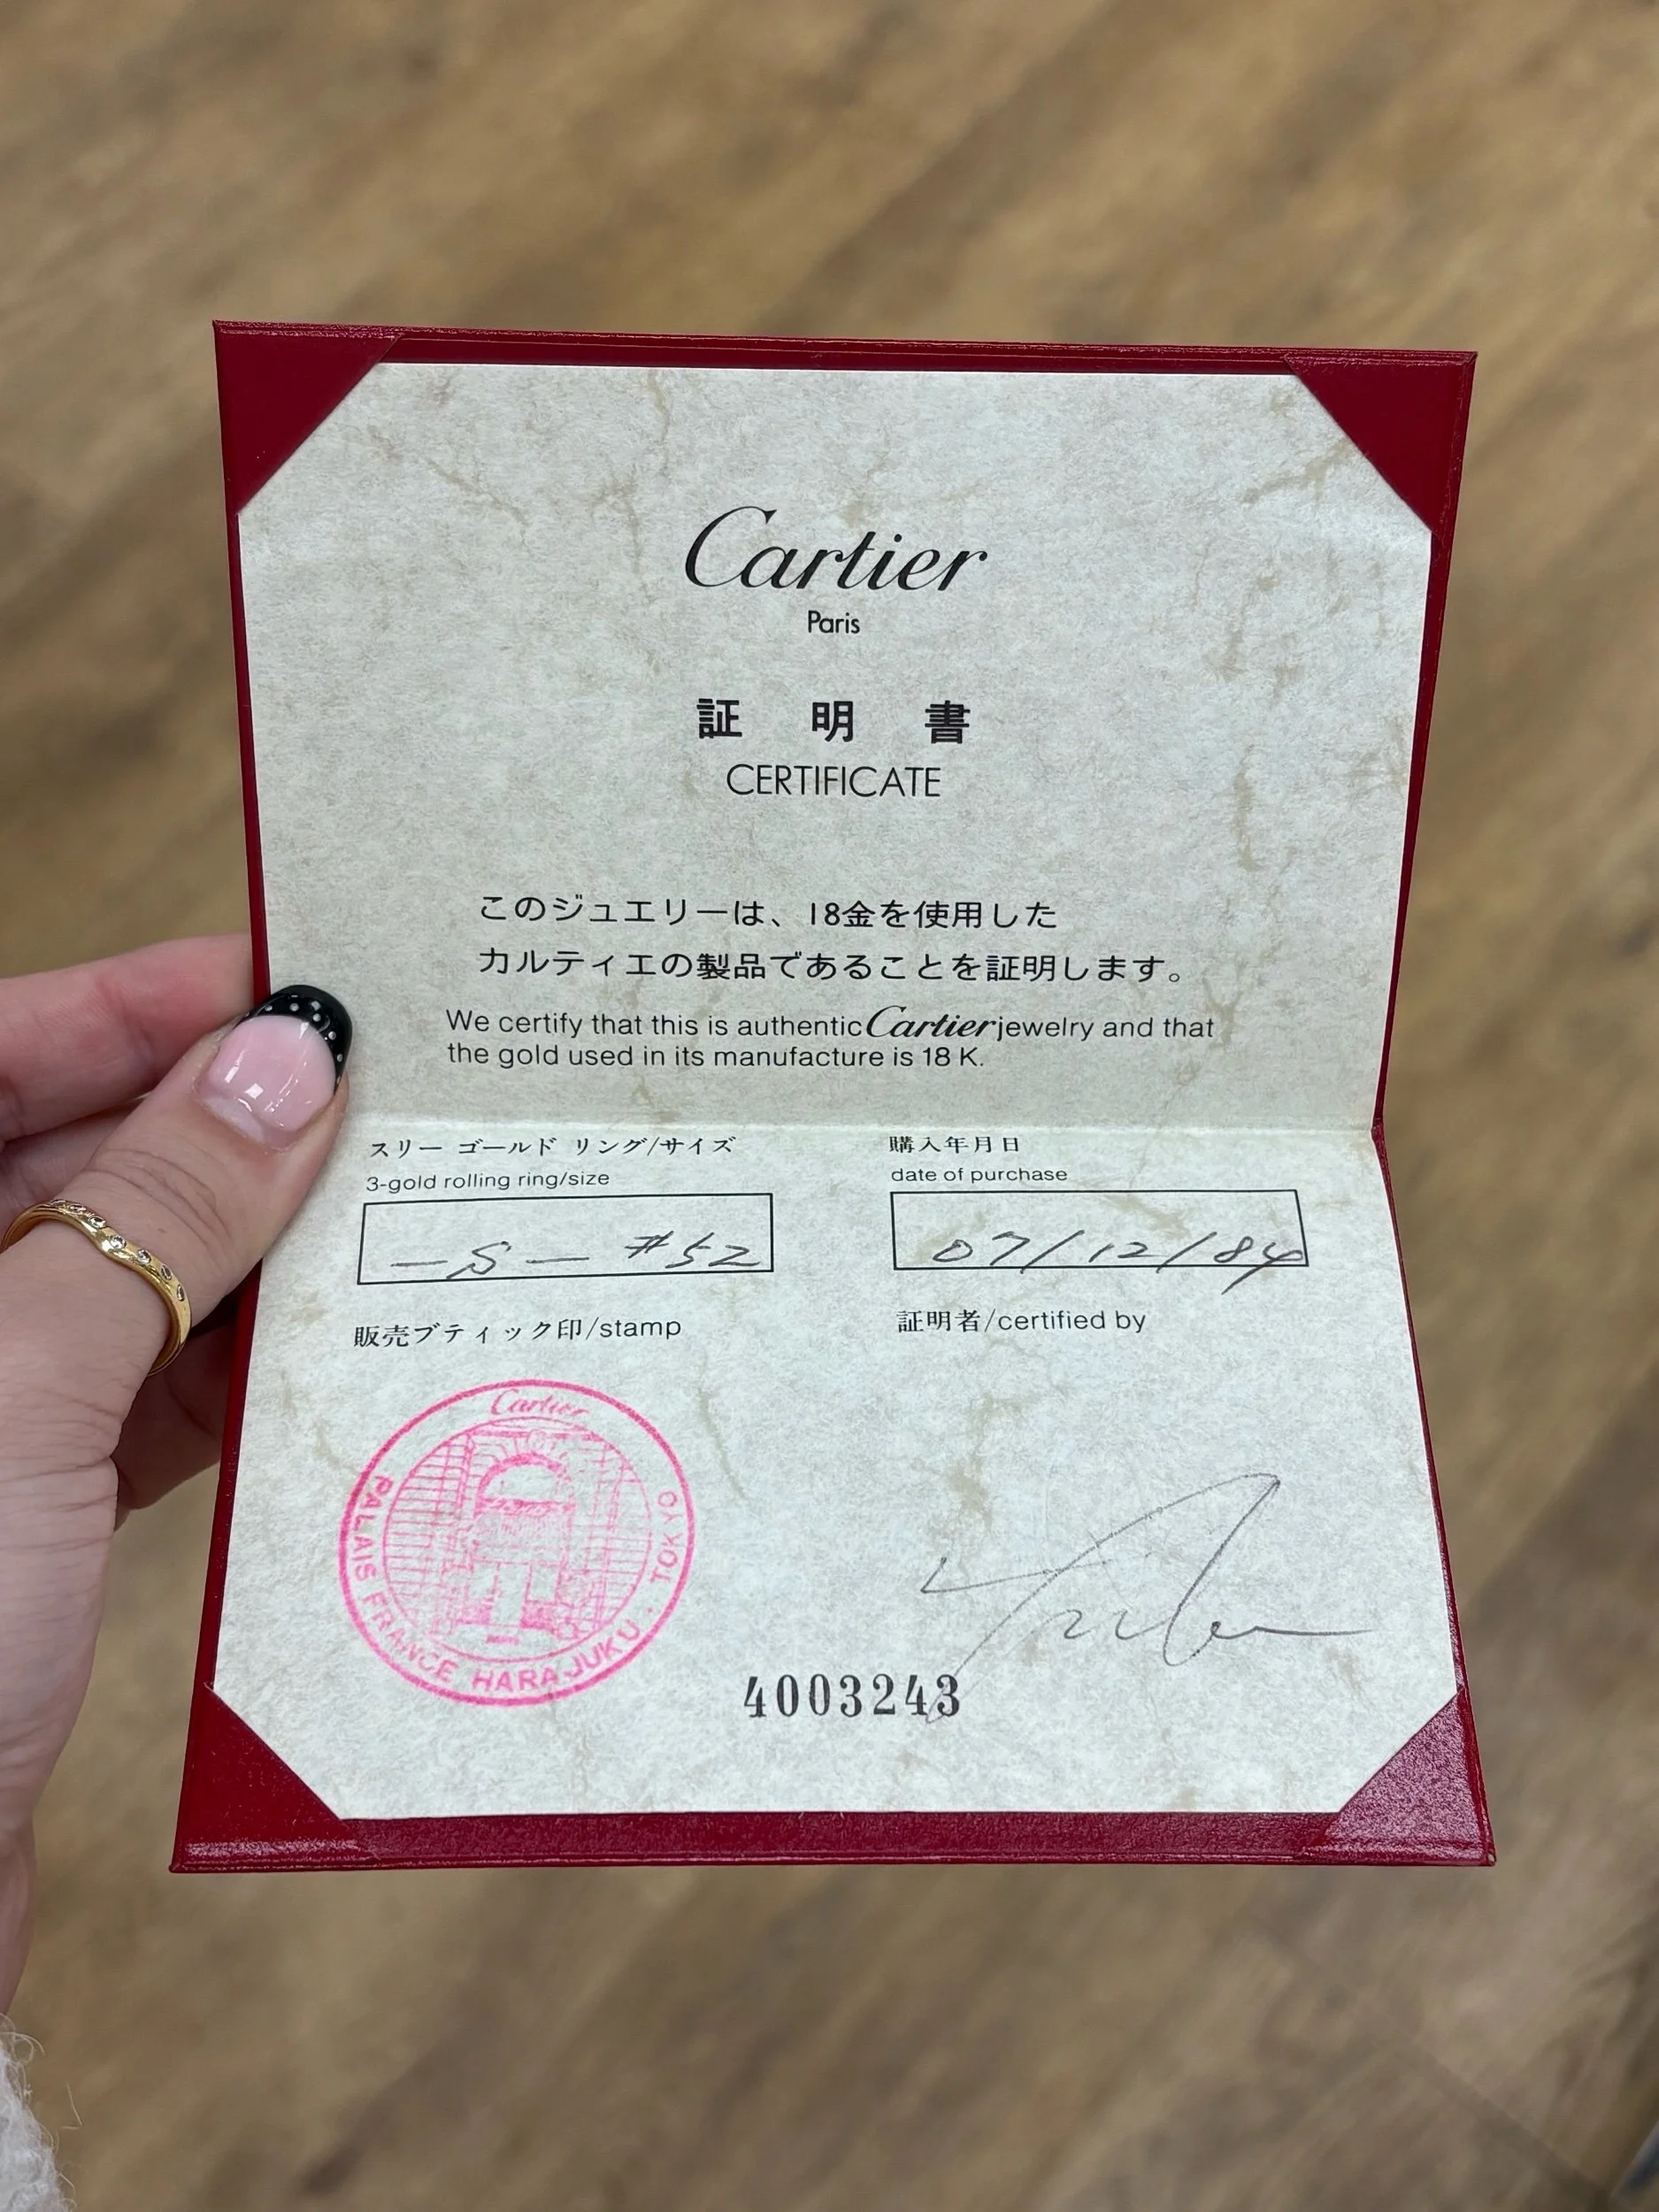 Cartier
Paris
証明書
CERTIFICATE
このジュエリーは、18金を使用した
カルティエの製品であることを証明します。
We certify that this is authentic Cartier jewelry and that
the gold used in its manufacture is 18 K.
スリー ゴールド リング/サイズ
3-gold rolling ring/size
—S— #52
購入年月日
date of purchase
07/12/84
販売ブティック印/stamp
証明者/certified by
Cartier
PALAIS FRANCE HARAJUKU. TOKYO
4003243